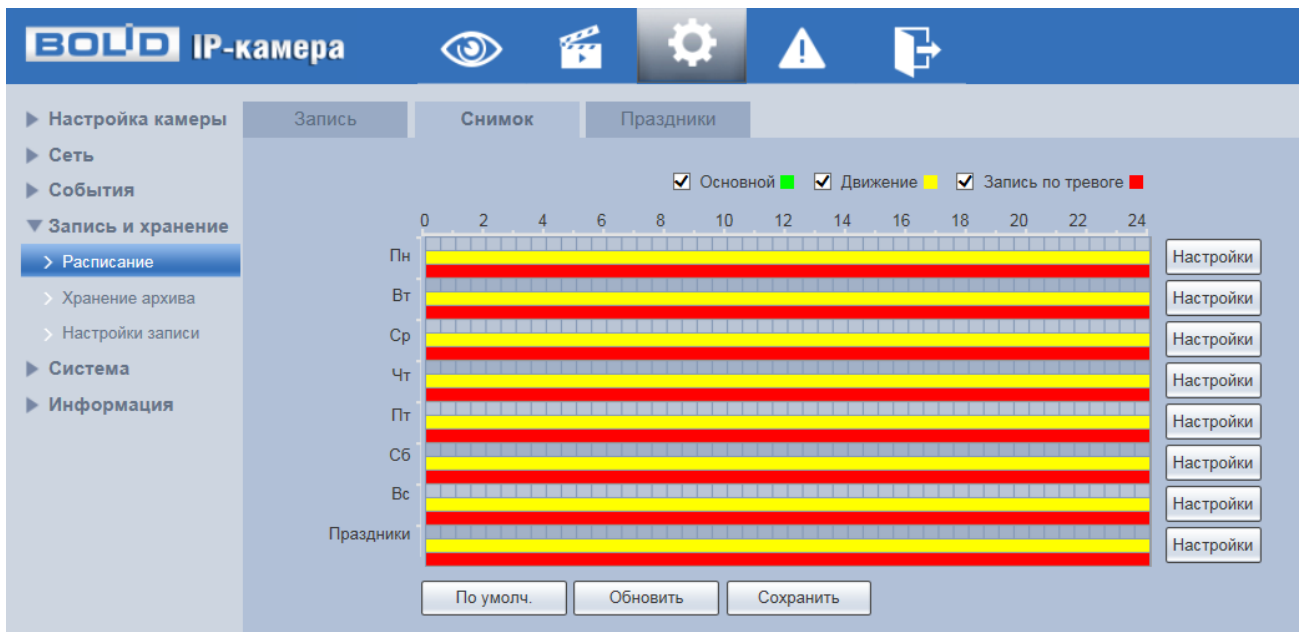 BOLID IP-камера
Настройка камеры
Сеть
События
Запись и хранение
Расписание
Хранение архива
Настройки записи
Система
Информация
Запись Снимок Праздники
Основной Движение Запись по тревоге
0 2 4 6 8 10 12 14 16 18 20 22 24
Пн Настройки
Вт Настройки
Ср Настройки
Чт Настройки
Пт Настройки
Сб Настройки
Вс Настройки
Праздники Настройки
По умолч. Обновить Сохранить